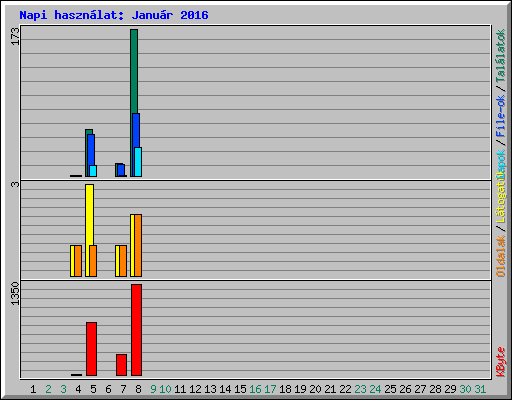 Napi használat: Január 2016
173
3
1350
Találatok
/
File-ok
/
Lapok
Látogatás
/
Oldalak
KByte
1 2 3 4 5 6 7 8 9 10 11 12 13 14 15 16 17 18 19 20 21 22 23 24 25 26 27 28 29 30 31